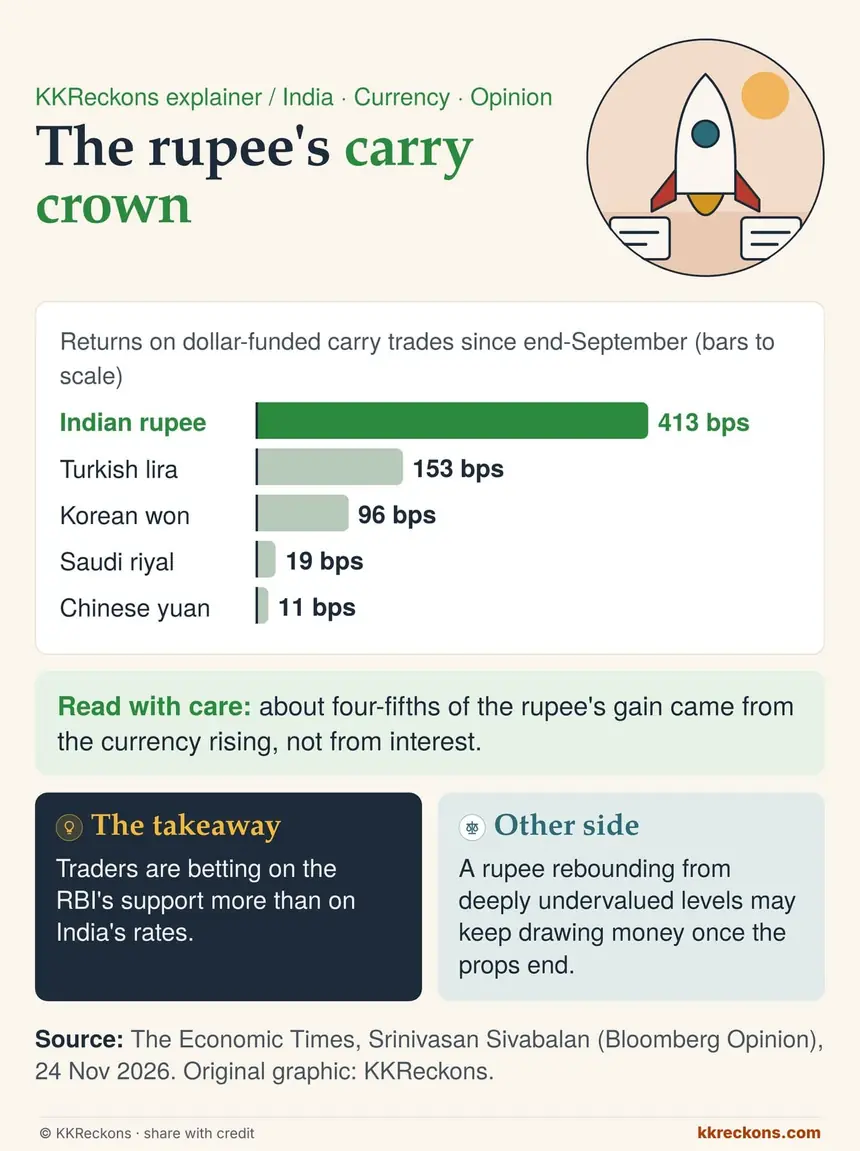 KKReckons explainer / India · Currency · Opinion
The rupee's carry
crown
Returns on dollar-funded carry trades since end-September (bars to
scale)
Indian rupee 413 bps
Turkish lira 153 bps
Korean won 96 bps
Saudi riyal 19 bps
Chinese yuan 11 bps
Read with care: about four-fifths of the rupee's gain came from
the currency rising, not from interest.
The takeaway
Traders are betting on the
RBI's support more than on
India's rates.
Other side
A rupee rebounding from
deeply undervalued levels may
keep drawing money once the
props end.
Source: The Economic Times, Srinivasan Sivabalan (Bloomberg Opinion),
24 Nov 2026. Original graphic: KKReckons.
© KKReckons · share with credit
kkreckons.com